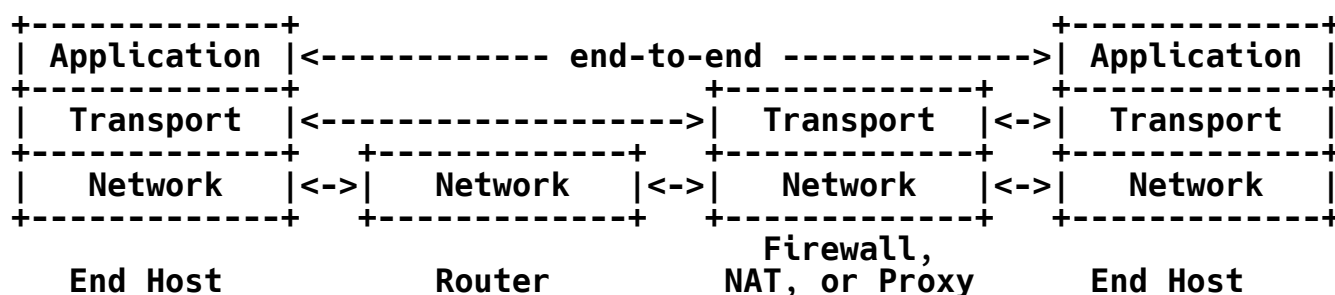 +-------------+                                       +-------------+
| Application |<------------ end-to-end ------------->| Application |
+-------------+                     +-------------+   +-------------+
|  Transport  |<------------------->|  Transport  |<->|  Transport  |
+-------------+   +-------------+   +-------------+   +-------------+
|   Network   |<->|   Network   |<->|   Network   |<->|   Network   |
+-------------+   +-------------+   +-------------+   +-------------+
                                       Firewall,
   End Host           Router         NAT, or Proxy      End Host